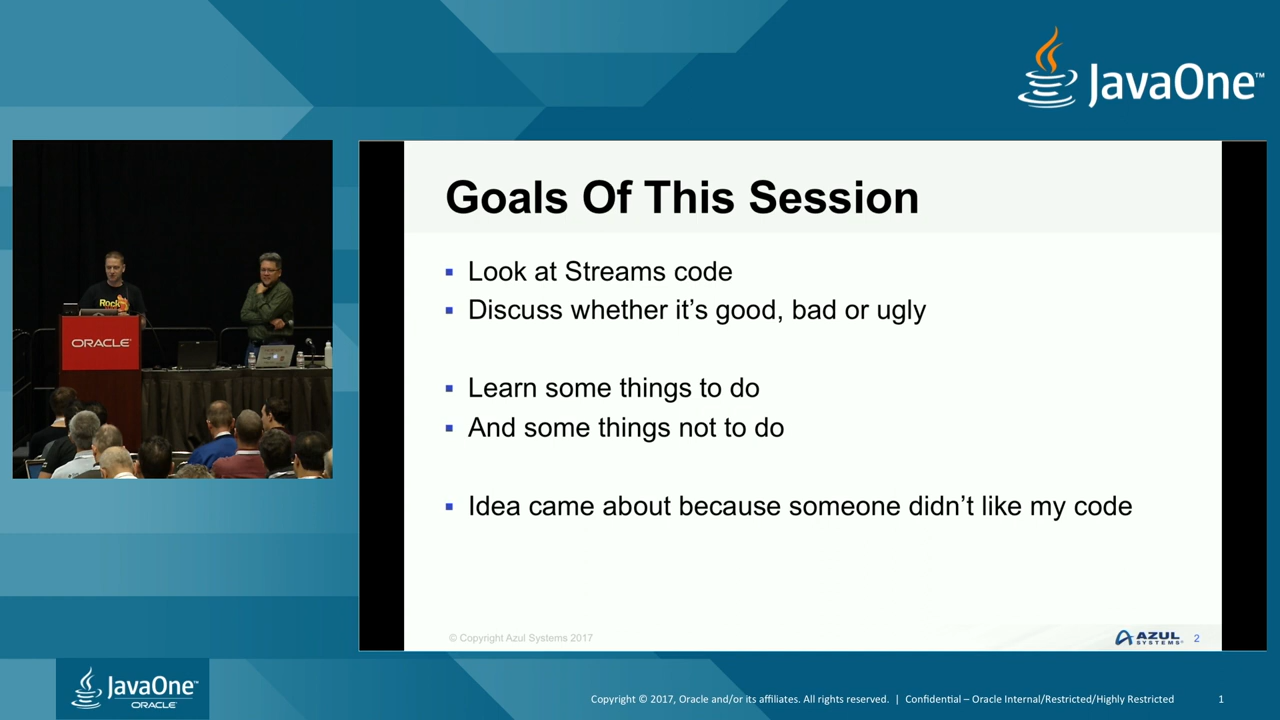 JavaOne™
Goals Of This Session
▪ Look at Streams code
▪ Discuss whether it's good, bad or ugly
▪ Learn some things to do
▪ And some things not to do
▪ Idea came about because someone didn't like my code
© Copyright Azul Systems 2017
AZUL
SYSTEMS®
2
Rock
ORACLE®
JavaOne™
ORACLE®
Copyright © 2017, Oracle and/or its affiliates. All rights reserved. | Confidential – Oracle Internal/Restricted/Highly Restricted
1